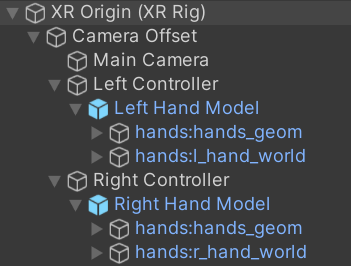 XR Origin (XR Rig)
Camera Offset
Main Camera
Left Controller
Left Hand Model
hands:hands_geom
hands:l_hand_world
Right Controller
Right Hand Model
hands:hands_geom
hands:r_hand_world